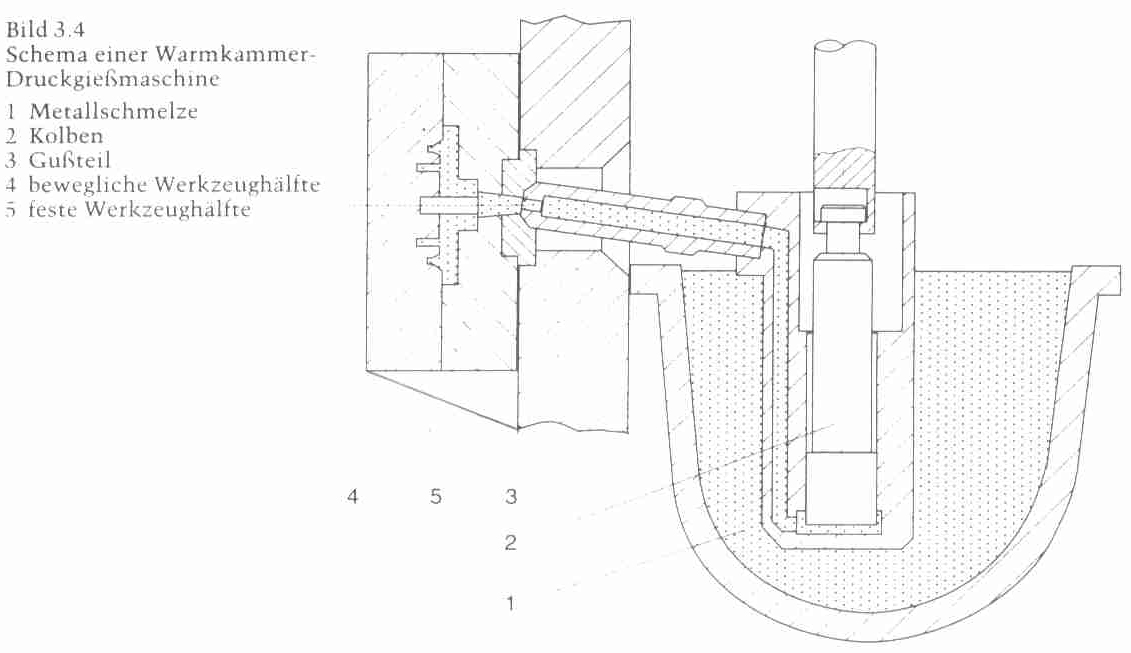 Bild 3.4
Schema einer Warmkammer-
Druckgießmaschine
1 Metallschmelze
2 Kolben
3 Gußteil
4 bewegliche Werkzeughälfte
5 feste Werkzeughälfte
4 5 3
2
1